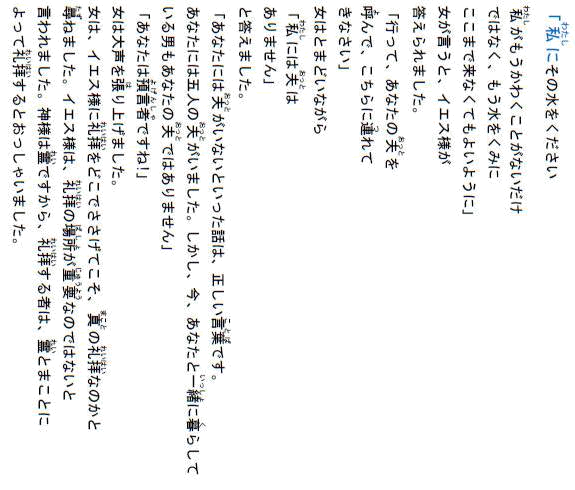 「私にその水をください
私がもうかわくことがないだけ
ではなく、もう水をくみに
ここまで来なくてもよいように」
女が言うと、イエス様が
答えられました。
「行って、あなたの夫を
呼んで、こちらに連れて
きなさい」
女はとまどいながら
「私には夫は
ありません」
と答えました。
「あなたには夫がいないといった話は、正しい言葉です。
あなたには五人の夫がいました。しかし、今、あなたと一緒に暮らして
いる男もあなたの夫ではありません」
「あなたは預言者ですね!」
女は大声を張り上げました。
女は、イエス様に礼拝をどこでささげてこそ、真の礼拝なのかと
尋ねました。イエス様は、礼拝の場所が重要なのではないと
言われました。神様は霊ですから、礼拝する者は、霊とまことに
よって礼拝するとおっしゃいました。